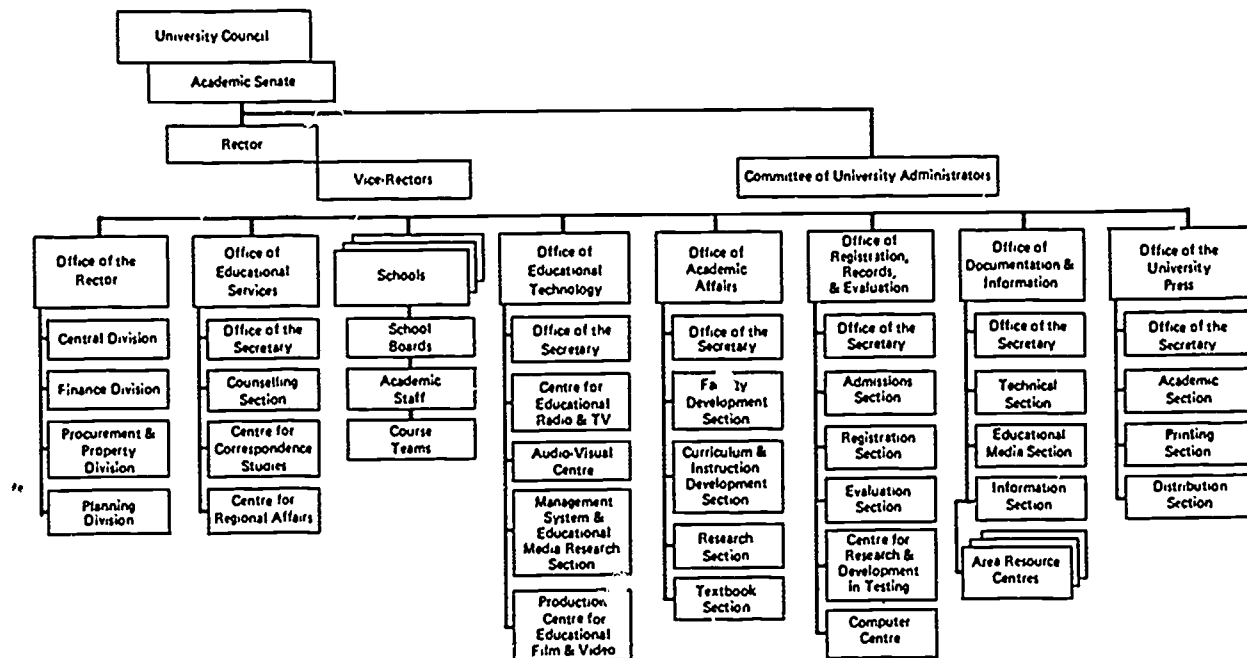 University Council
Academic Senate
Rector
Vice-Rectors
Committee of University Administrators
Office of the
Rector
Central Division
Finance Division
Procurement &
Property
Division
Planning
Division
Office of
Educational
Services
Office of the
Secretary
Counselling
Section
Centre for
Correspondence
Studies
Centre for
Regional Affairs
Schools
School
Boards
Academic
Staff
Course
Teams
Office of
Educational
Technology
Office of the
Secretary
Centre for
Educational
Radio & TV
Audio-Visual
Centre
Management
System &
Educational
Media Research
Section
Production
Centre for
Educational
Film & Video
Office of
Academic
Affairs
Office of the
Secretary
Development
Section
Curriculum &
Instruction
Development
Section
Research
Section
Textbook
Section
Office of
Registration,
Records,
& Evaluation
Office of the
Secretary
Admissions
Section
Registration
Section
Evaluation
Section
Centre for
Research &
Development
in Testing
Computer
Centre
Office of
Documentation &
Information
Office of the
Secretary
Technical
Section
Educational
Media Section
Information
Section
Area Resource
Centres
Office of the
University
Press
Office of the
Secretary
Academic
Section
Printing
Section
Distribution
Section